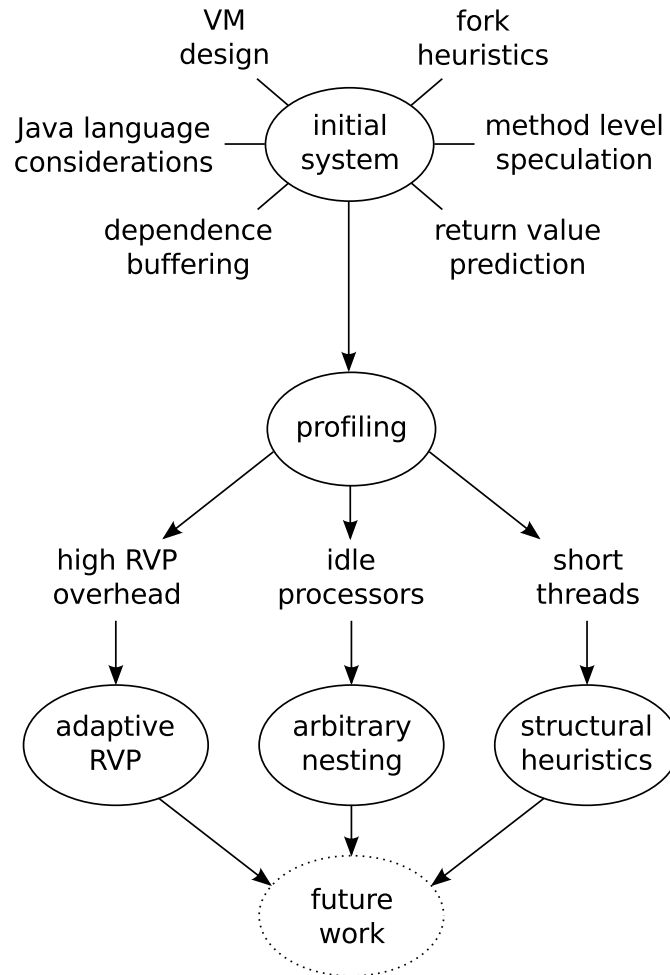 VM
design
fork
heuristics
Java language
considerations
initial
system
method level
speculation
dependence
buffering
return value
prediction
profiling
high RVP
overhead
idle
processors
short
threads
adaptive
RVP
arbitrary
nesting
structural
heuristics
future
work